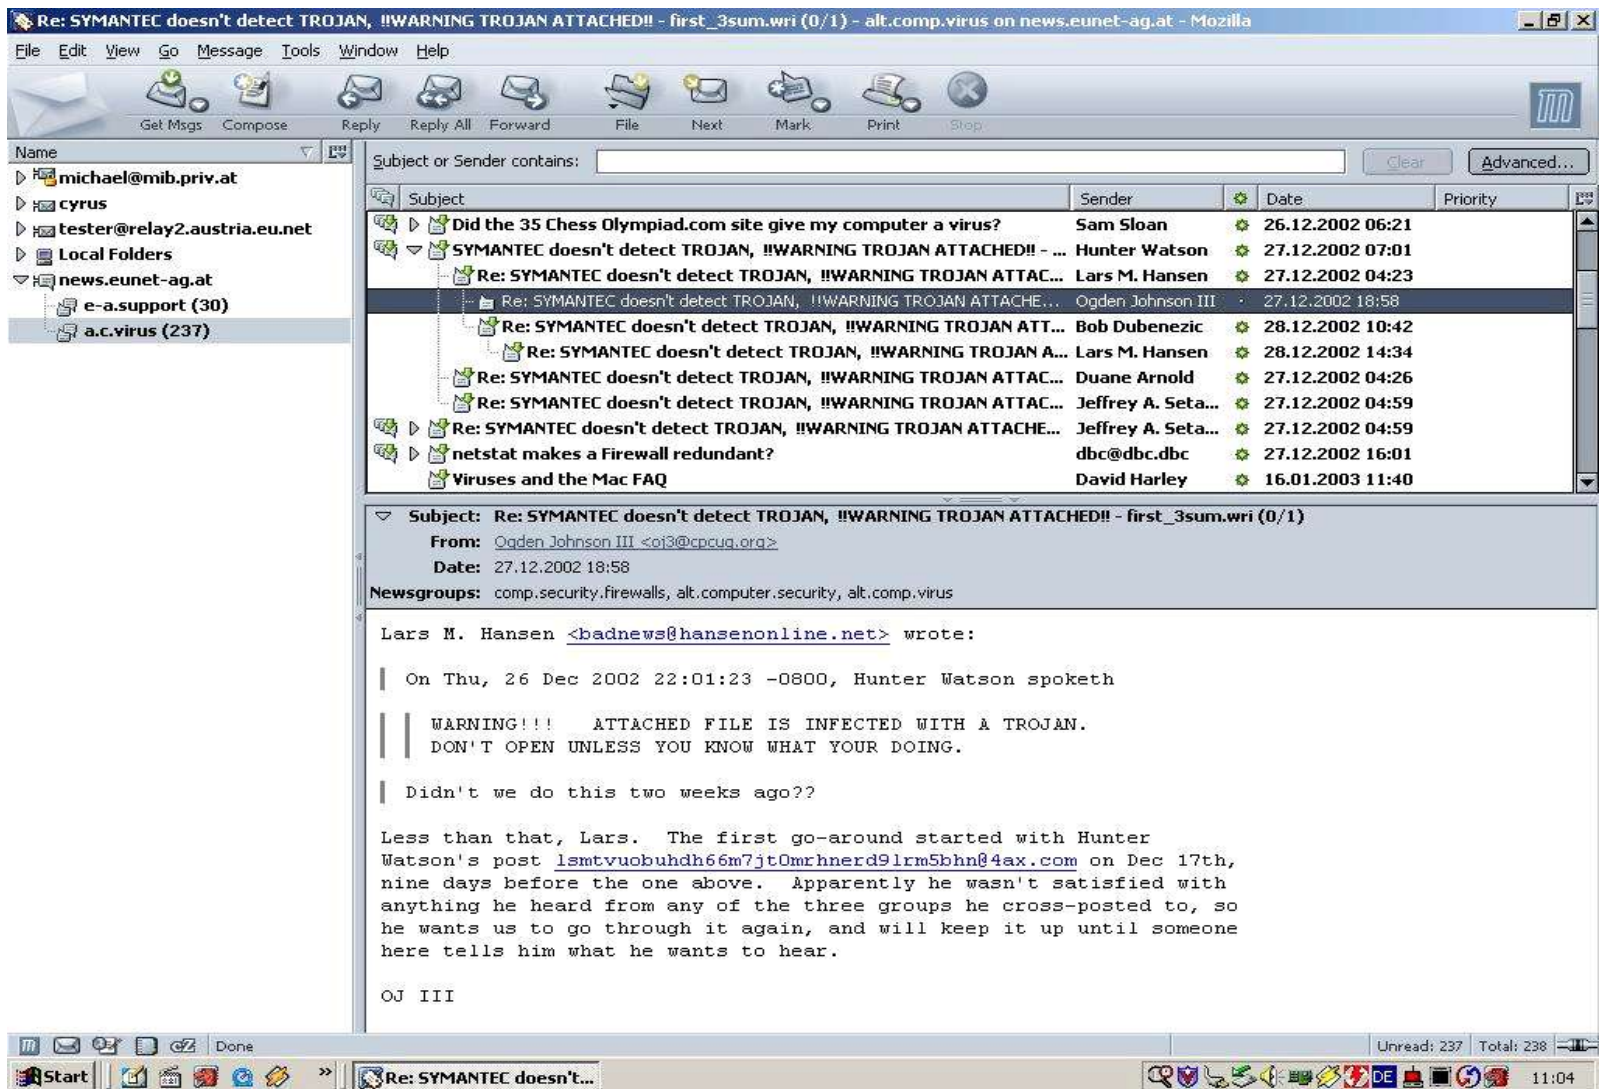 Re: SYMANTEC doesn't detect TROJAN, !!WARNING TROJAN ATTACHED!! - first_3sum.wri (0/1) - alt.comp.virus on news.eunet-ag.at - Mozilla
File Edit View Go Message Tools Window Help
Get Msgs Compose Reply Reply All Forward File Next Mark Print Stop
Name
michael@mib.priv.at
cyrus
tester@relay2.austria.eu.net
Local Folders
news.eunet-ag.at
e-a.support (30)
a.c.virus (237)
Subject or Sender contains: Clear Advanced...
Subject Sender Date Priority
Did the 35 Chess Olympiad.com site give my computer a virus? Sam Sloan 26.12.2002 06:21
SYMANTEC doesn't detect TROJAN, !!WARNING TROJAN ATTACHED!! - ... Hunter Watson 27.12.2002 07:01
Re: SYMANTEC doesn't detect TROJAN, !!WARNING TROJAN ATTAC... Lars M. Hansen 27.12.2002 04:23
Re: SYMANTEC doesn't detect TROJAN, !!WARNING TROJAN ATTACHE... Ogden Johnson III 27.12.2002 18:58
Re: SYMANTEC doesn't detect TROJAN, !!WARNING TROJAN ATT... Bob Dubenezic 28.12.2002 10:42
Re: SYMANTEC doesn't detect TROJAN, !!WARNING TROJAN A... Lars M. Hansen 28.12.2002 14:34
Re: SYMANTEC doesn't detect TROJAN, !!WARNING TROJAN ATTAC... Duane Arnold 27.12.2002 04:26
Re: SYMANTEC doesn't detect TROJAN, !!WARNING TROJAN ATTAC... Jeffrey A. Seta... 27.12.2002 04:59
Re: SYMANTEC doesn't detect TROJAN, !!WARNING TROJAN ATTACHE... Jeffrey A. Seta... 27.12.2002 04:59
netstat makes a Firewall redundant? dbc@dbc.dbc 27.12.2002 16:01
Viruses and the Mac FAQ David Harley 16.01.2003 11:40
Subject: Re: SYMANTEC doesn't detect TROJAN, !!WARNING TROJAN ATTACHED!! - first_3sum.wri (0/1)
From: Ogden Johnson III <oj3@cpcug.org>
Date: 27.12.2002 18:58
Newsgroups: comp.security.firewalls, alt.computer.security, alt.comp.virus
Lars M. Hansen <badnews@hansenonline.net> wrote:
On Thu, 26 Dec 2002 22:01:23 -0800, Hunter Watson spoketh
WARNING!!! ATTACHED FILE IS INFECTED WITH A TROJAN.
DON'T OPEN UNLESS YOU KNOW WHAT YOUR DOING.
Didn't we do this two weeks ago??
Less than that, Lars. The first go-around started with Hunter
Watson's post lsmtvuobuhdh66m7jt0mrhnerd9lrm5bhn@4ax.com on Dec 17th,
nine days before the one above. Apparently he wasn't satisfied with
anything he heard from any of the three groups he cross-posted to, so
he wants us to go through it again, and will keep it up until someone
here tells him what he wants to hear.
OJ III
Done Unread: 237 Total: 238
Start » Re: SYMANTEC doesn't... DE 11:04